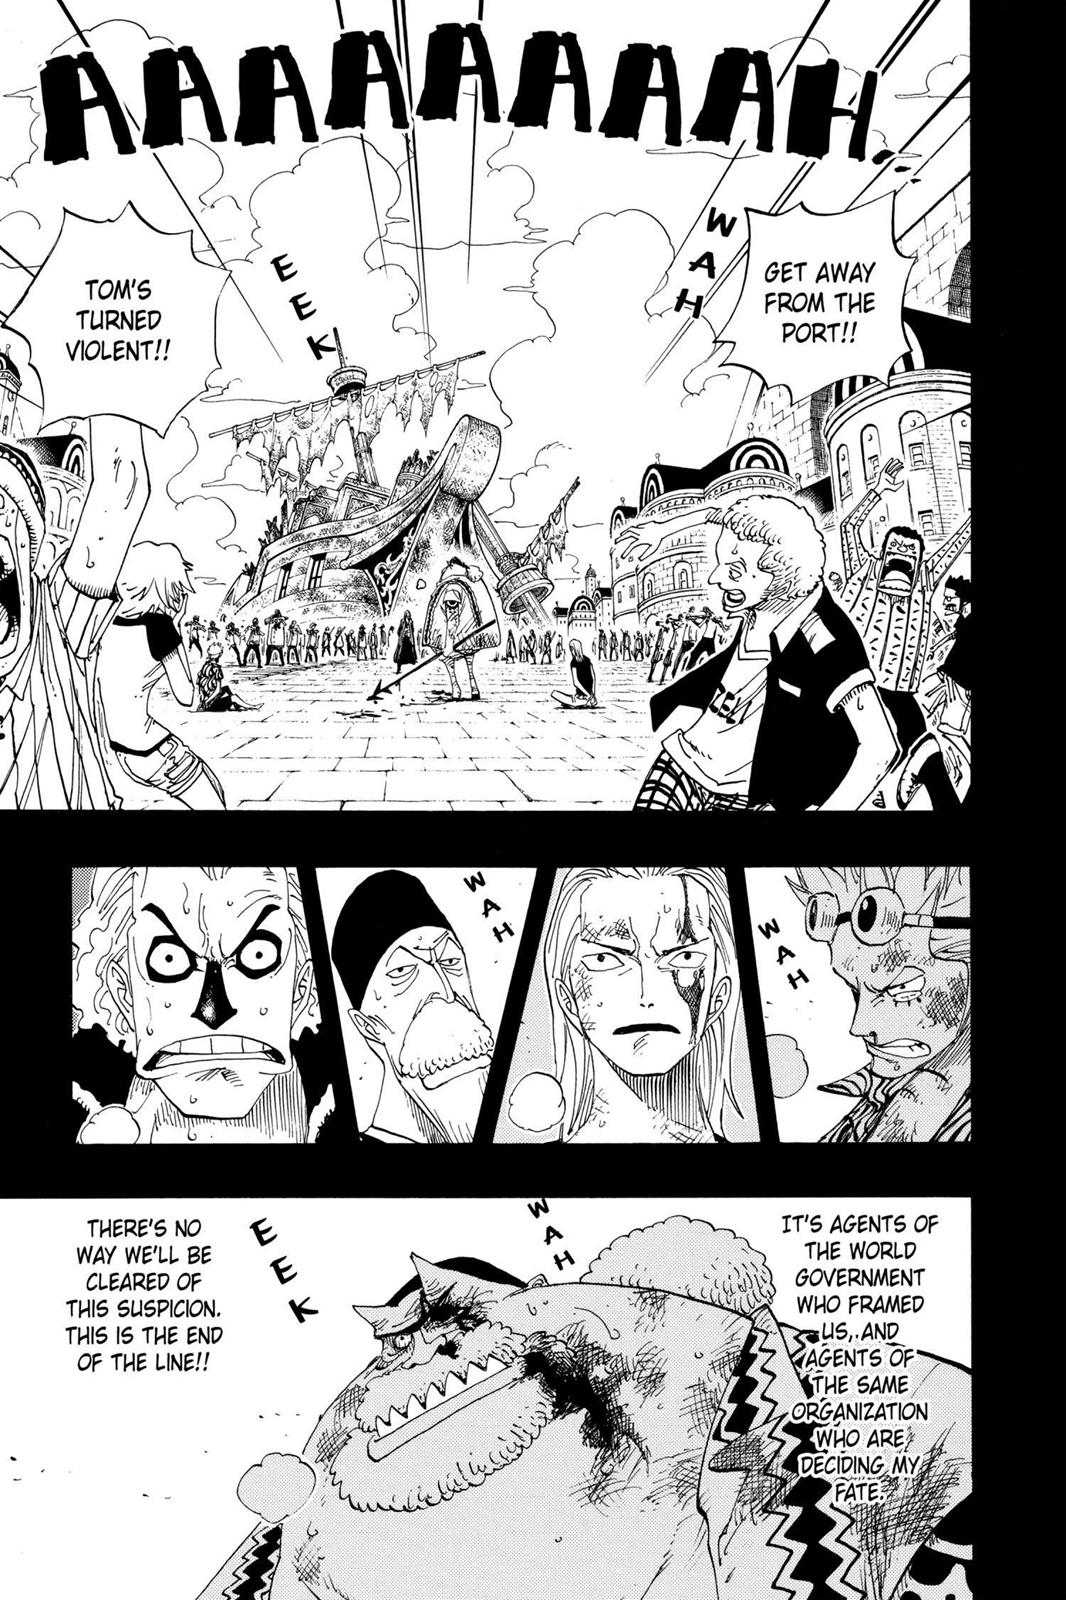 AAAAAAAAH...
GET AWAY
FROM THE
PORT!!
WAH
EEK
TOM'S
TURNED
VIOLENT!!
WAH
WAH
IT'S AGENTS OF
THE WORLD
GOVERNMENT
WHO FRAMED
US, AND
AGENTS OF
THE SAME
ORGANIZATION
WHO ARE
DECIDING MY
FATE.
WAH
EEK
THERE'S NO
WAY WE'LL BE
CLEARED OF
THIS SUSPICION.
THIS IS THE END
OF THE LINE!!